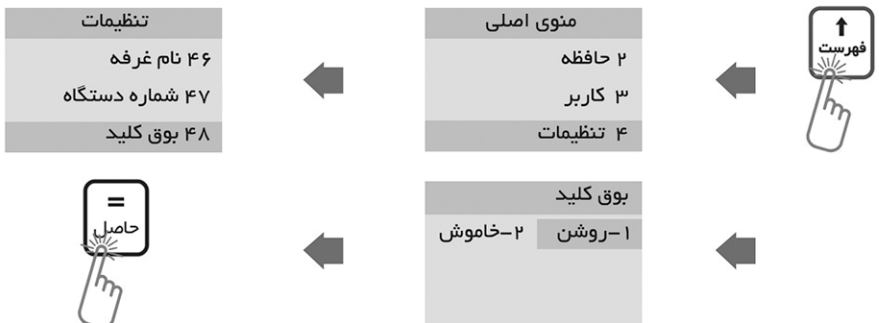 ↑
فهرست
منوی اصلی
۲ حافظه
۳ کاربر
۴ تنظیمات
تنظیمات
۴۶ نام غرفه
۴۷ شماره دستگاه
۴۸ بوق کلید
بوق کلید
۱-روشن ۲-خاموش
=
حاصل